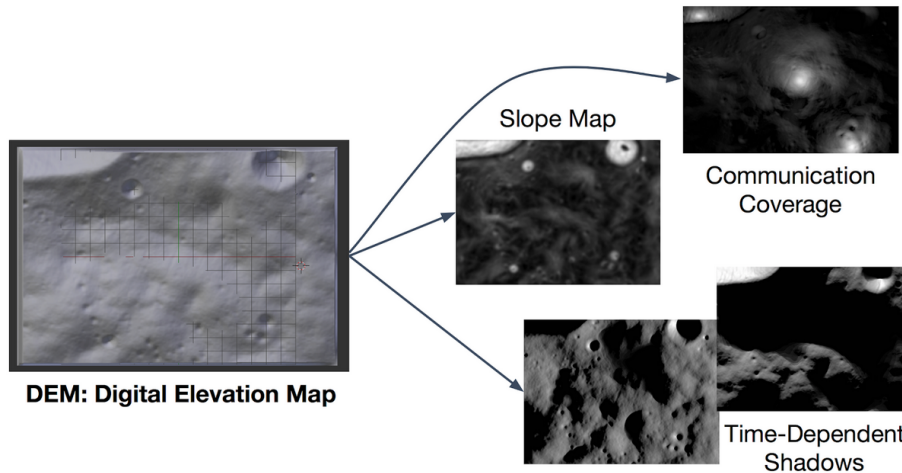 Slope Map
Communication
Coverage
DEM: Digital Elevation Map
Time-Dependent
Shadows